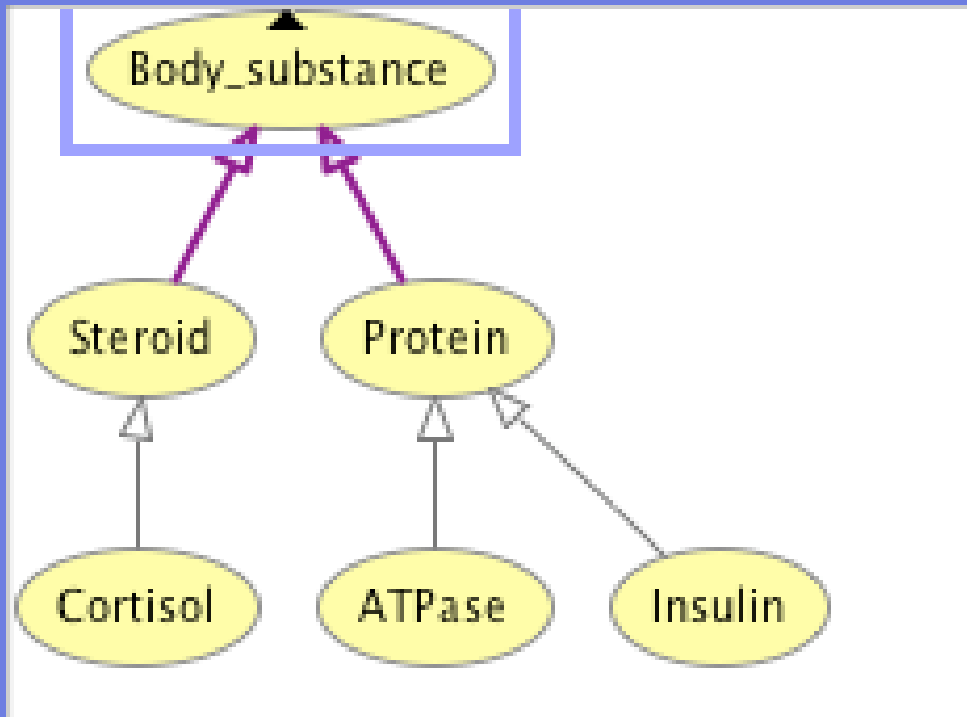 Body_substance
Steroid
Protein
Cortisol
ATPase
Insulin